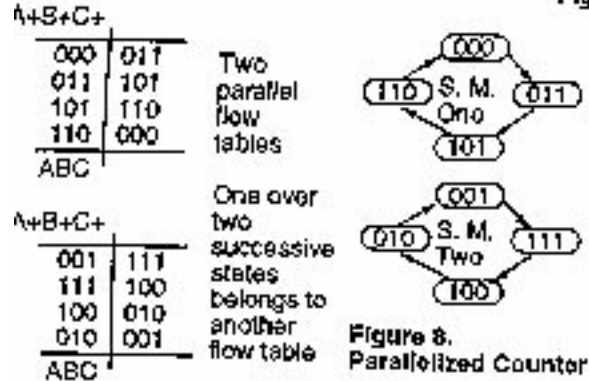 A+B+C+
000 011
011 101
101 110
110 000
ABC
Two
parallel
flow
tables
000
110 S. M. 011
One
101
A+B+C+
001 111
111 100
100 010
010 001
ABC
One over
two
successive
states
belongs to
another
flow table
001
010 S. M. 111
Two
100
Figure 8.
Parallelized Counter